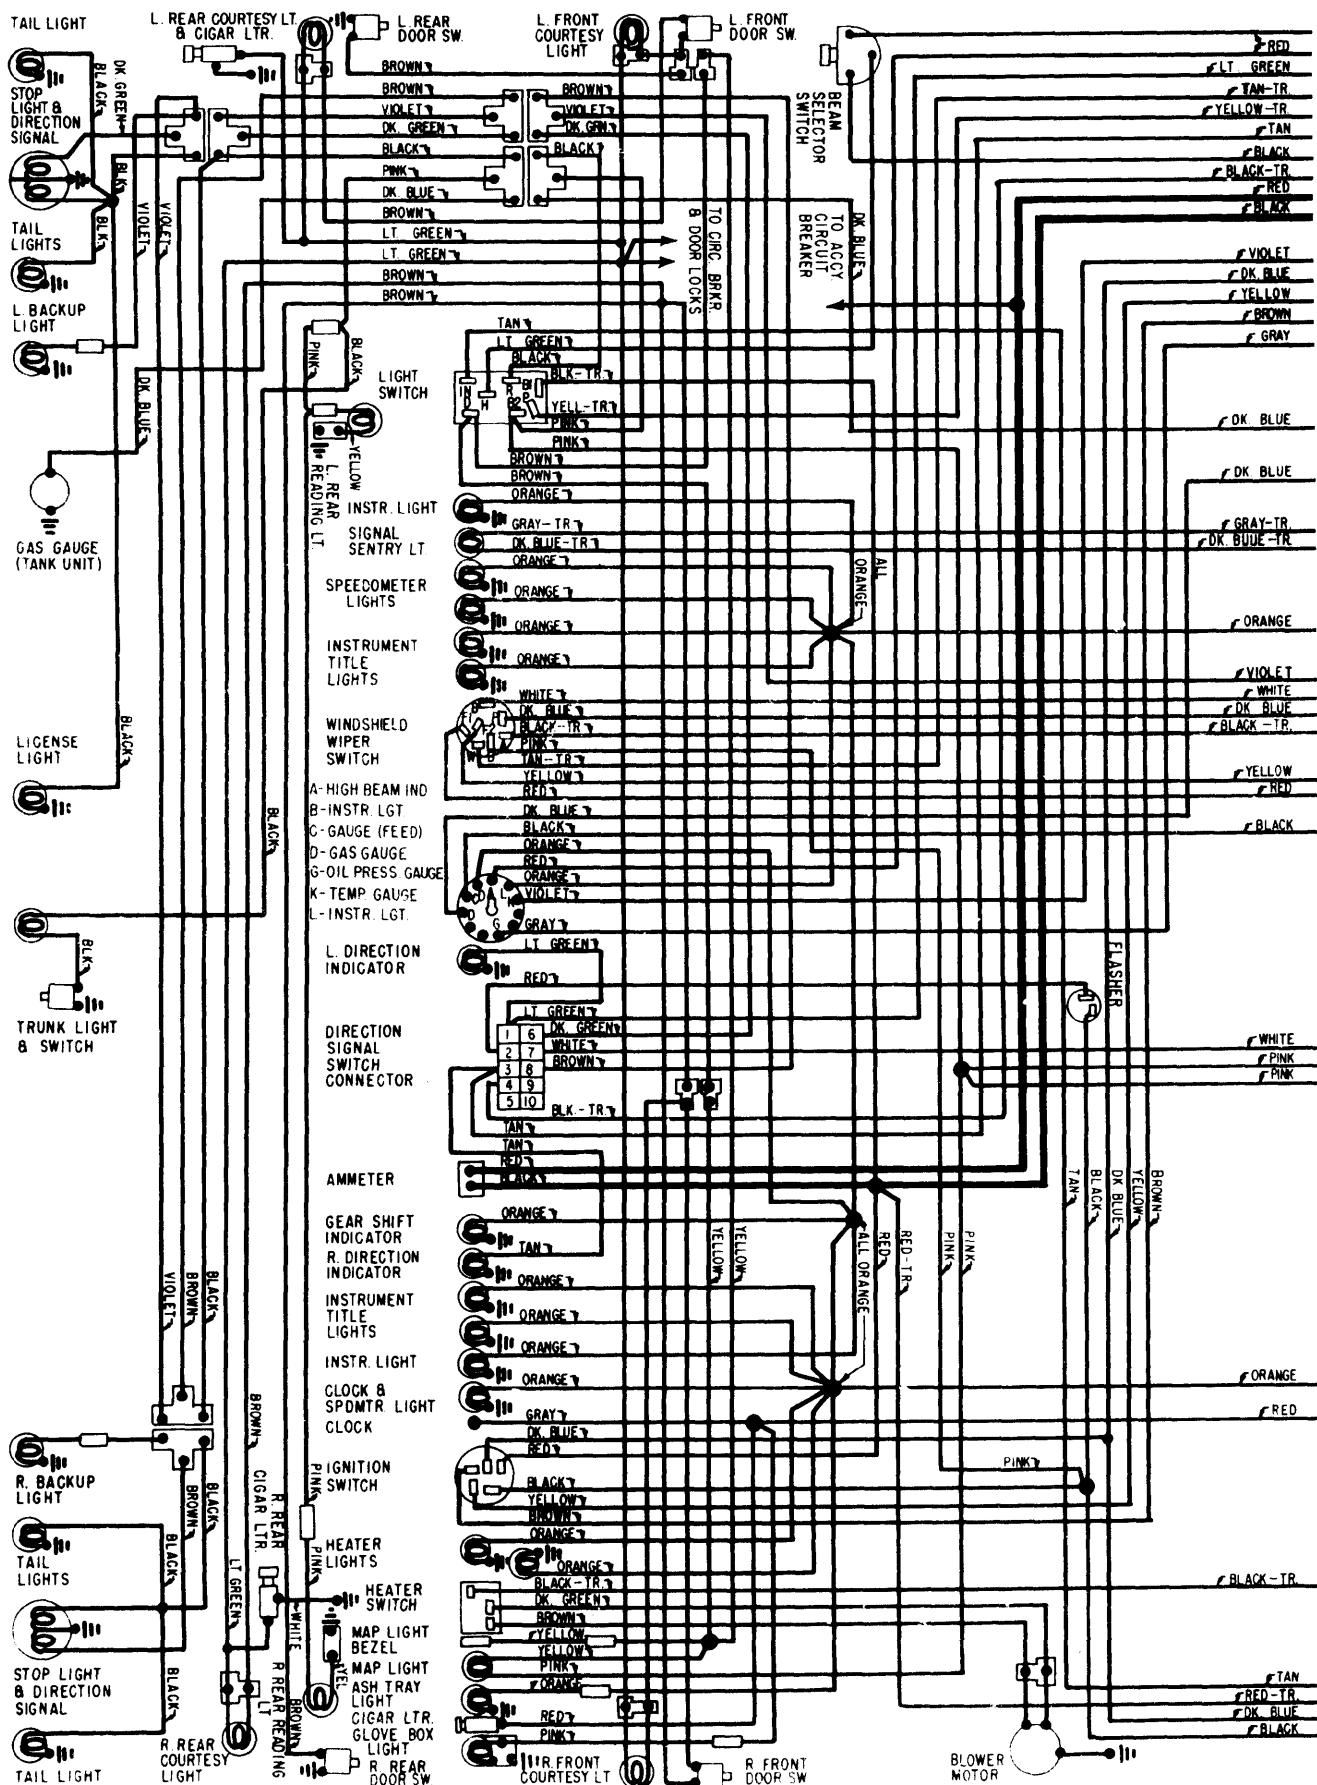 TAIL LIGHT
L. REAR COURTESY LT.
& CIGAR LTR.
L. REAR
DOOR SW.
L. FRONT
COURTESY
LIGHT
L. FRONT
DOOR SW.
BEAM
SELECTOR
SWITCH
STOP
LIGHT &
DIRECTION
SIGNAL
BLACK
DK GREEN
BROWN
BROWN
VIOLET
DK. GREEN
BLACK
PINK
DK BLUE
BROWN
LT. GREEN
LT. GREEN
BROWN
BROWN
BROWN
VIOLET
DK.GRN
BLACK
RED
LT GREEN
TAN-TR.
YELLOW-TR.
TAN
BLACK
BLACK-TR.
RED
BLACK
VIOLET
DK. BLUE
YELLOW
BROWN
GRAY
DK. BLUE
DK BLUE
GRAY-TR.
DK. BUUE-TR.
ORANGE
VIOLET
WHITE
DK BLUE
BLACK-TR.
YELLOW
RED
BLACK
WHITE
PINK
PINK
ORANGE
RED
BLACK-TR.
TAN
RED-TR.
DK. BLUE
BLACK
TO CIRC. BRKR.
& DOOR LOCKS
TO ACCY.
CIRCUIT
BREAKER
DK BLUE
BLK
BLK
VIOLET
VIOLET
TAIL
LIGHTS
L. BACKUP
LIGHT
DK. BLUE
PINK
BLACK
YELLOW
L. REAR
READING LT.
GAS GAUGE
(TANK UNIT)
LICENSE
LIGHT
BLACK
BLACK
BLK
TRUNK LIGHT
& SWITCH
LIGHT
SWITCH
TAN
LT GREEN
BLACK
BLK-TR.
IN
D
H
R
B2
B1
P
YELL-TR.
PINK
PINK
BROWN
BROWN
INSTR. LIGHT
ORANGE
SIGNAL
SENTRY LT
GRAY-TR
DK. BLUE-TR
SPEEDOMETER
LIGHTS
ORANGE
ORANGE
INSTRUMENT
TITLE
LIGHTS
ORANGE
ORANGE
ALL
ORANGE
WINDSHIELD
WIPER
SWITCH
WHITE
DK. BLUE
BLACK-TR
PINK
TAN-TR
YELLOW
RED
A-HIGH BEAM IND
B-INSTR. LGT
C-GAUGE (FEED)
D-GAS GAUGE
G-OIL PRESS. GAUGE
K-TEMP. GAUGE
L-INSTR. LGT.
DK. BLUE
BLACK
ORANGE
RED
ORANGE
VIOLET
GRAY
L. DIRECTION
INDICATOR
LT GREEN
RED
FLASHER
DIRECTION
SIGNAL
SWITCH
CONNECTOR
LT GREEN
1 6 DK. GREEN
2 7 WHITE
3 8 BROWN
4 9
5 10
BLK.-TR.
TAN
TAN
AMMETER
RED
BLACK
GEAR SHIFT
INDICATOR
ORANGE
R. DIRECTION
INDICATOR
TAN
INSTRUMENT
TITLE
LIGHTS
ORANGE
ORANGE
INSTR. LIGHT
ORANGE
CLOCK &
SPDMTR. LIGHT
ORANGE
CLOCK
GRAY
DK. BLUE
RED
YELLOW
YELLOW
ALL ORANGE
RED
RED-TR.
PINK
PINK
TAN
BLACK
DK BLUE
YELLOW
BROWN
IGNITION
SWITCH
BLACK
YELLOW
BROWN
PINK
HEATER
LIGHTS
ORANGE
ORANGE
HEATER
SWITCH
BLACK-TR.
DK. GREEN
BROWN
MAP LIGHT
BEZEL
YELLOW
YELLOW
MAP LIGHT
PINK
ASH TRAY
LIGHT
ORANGE
CIGAR LTR.
RED
GLOVE BOX
LIGHT
PINK
R. REAR
DOOR SW
R. FRONT
COURTESY LT
R FRONT
DOOR SW
BLOWER
MOTOR
VIOLET
BROWN
BLACK
BROWN
R. BACKUP
LIGHT
BROWN
BLACK
R. REAR
CIGAR LTR.
PINK
PINK
TAIL
LIGHTS
BLACK
LT GREEN
WHITE
YEL
STOP LIGHT
& DIRECTION
SIGNAL
BLACK
R REAR READING
LT
BROWN
TAIL LIGHT
R. REAR
COURTESY
LIGHT